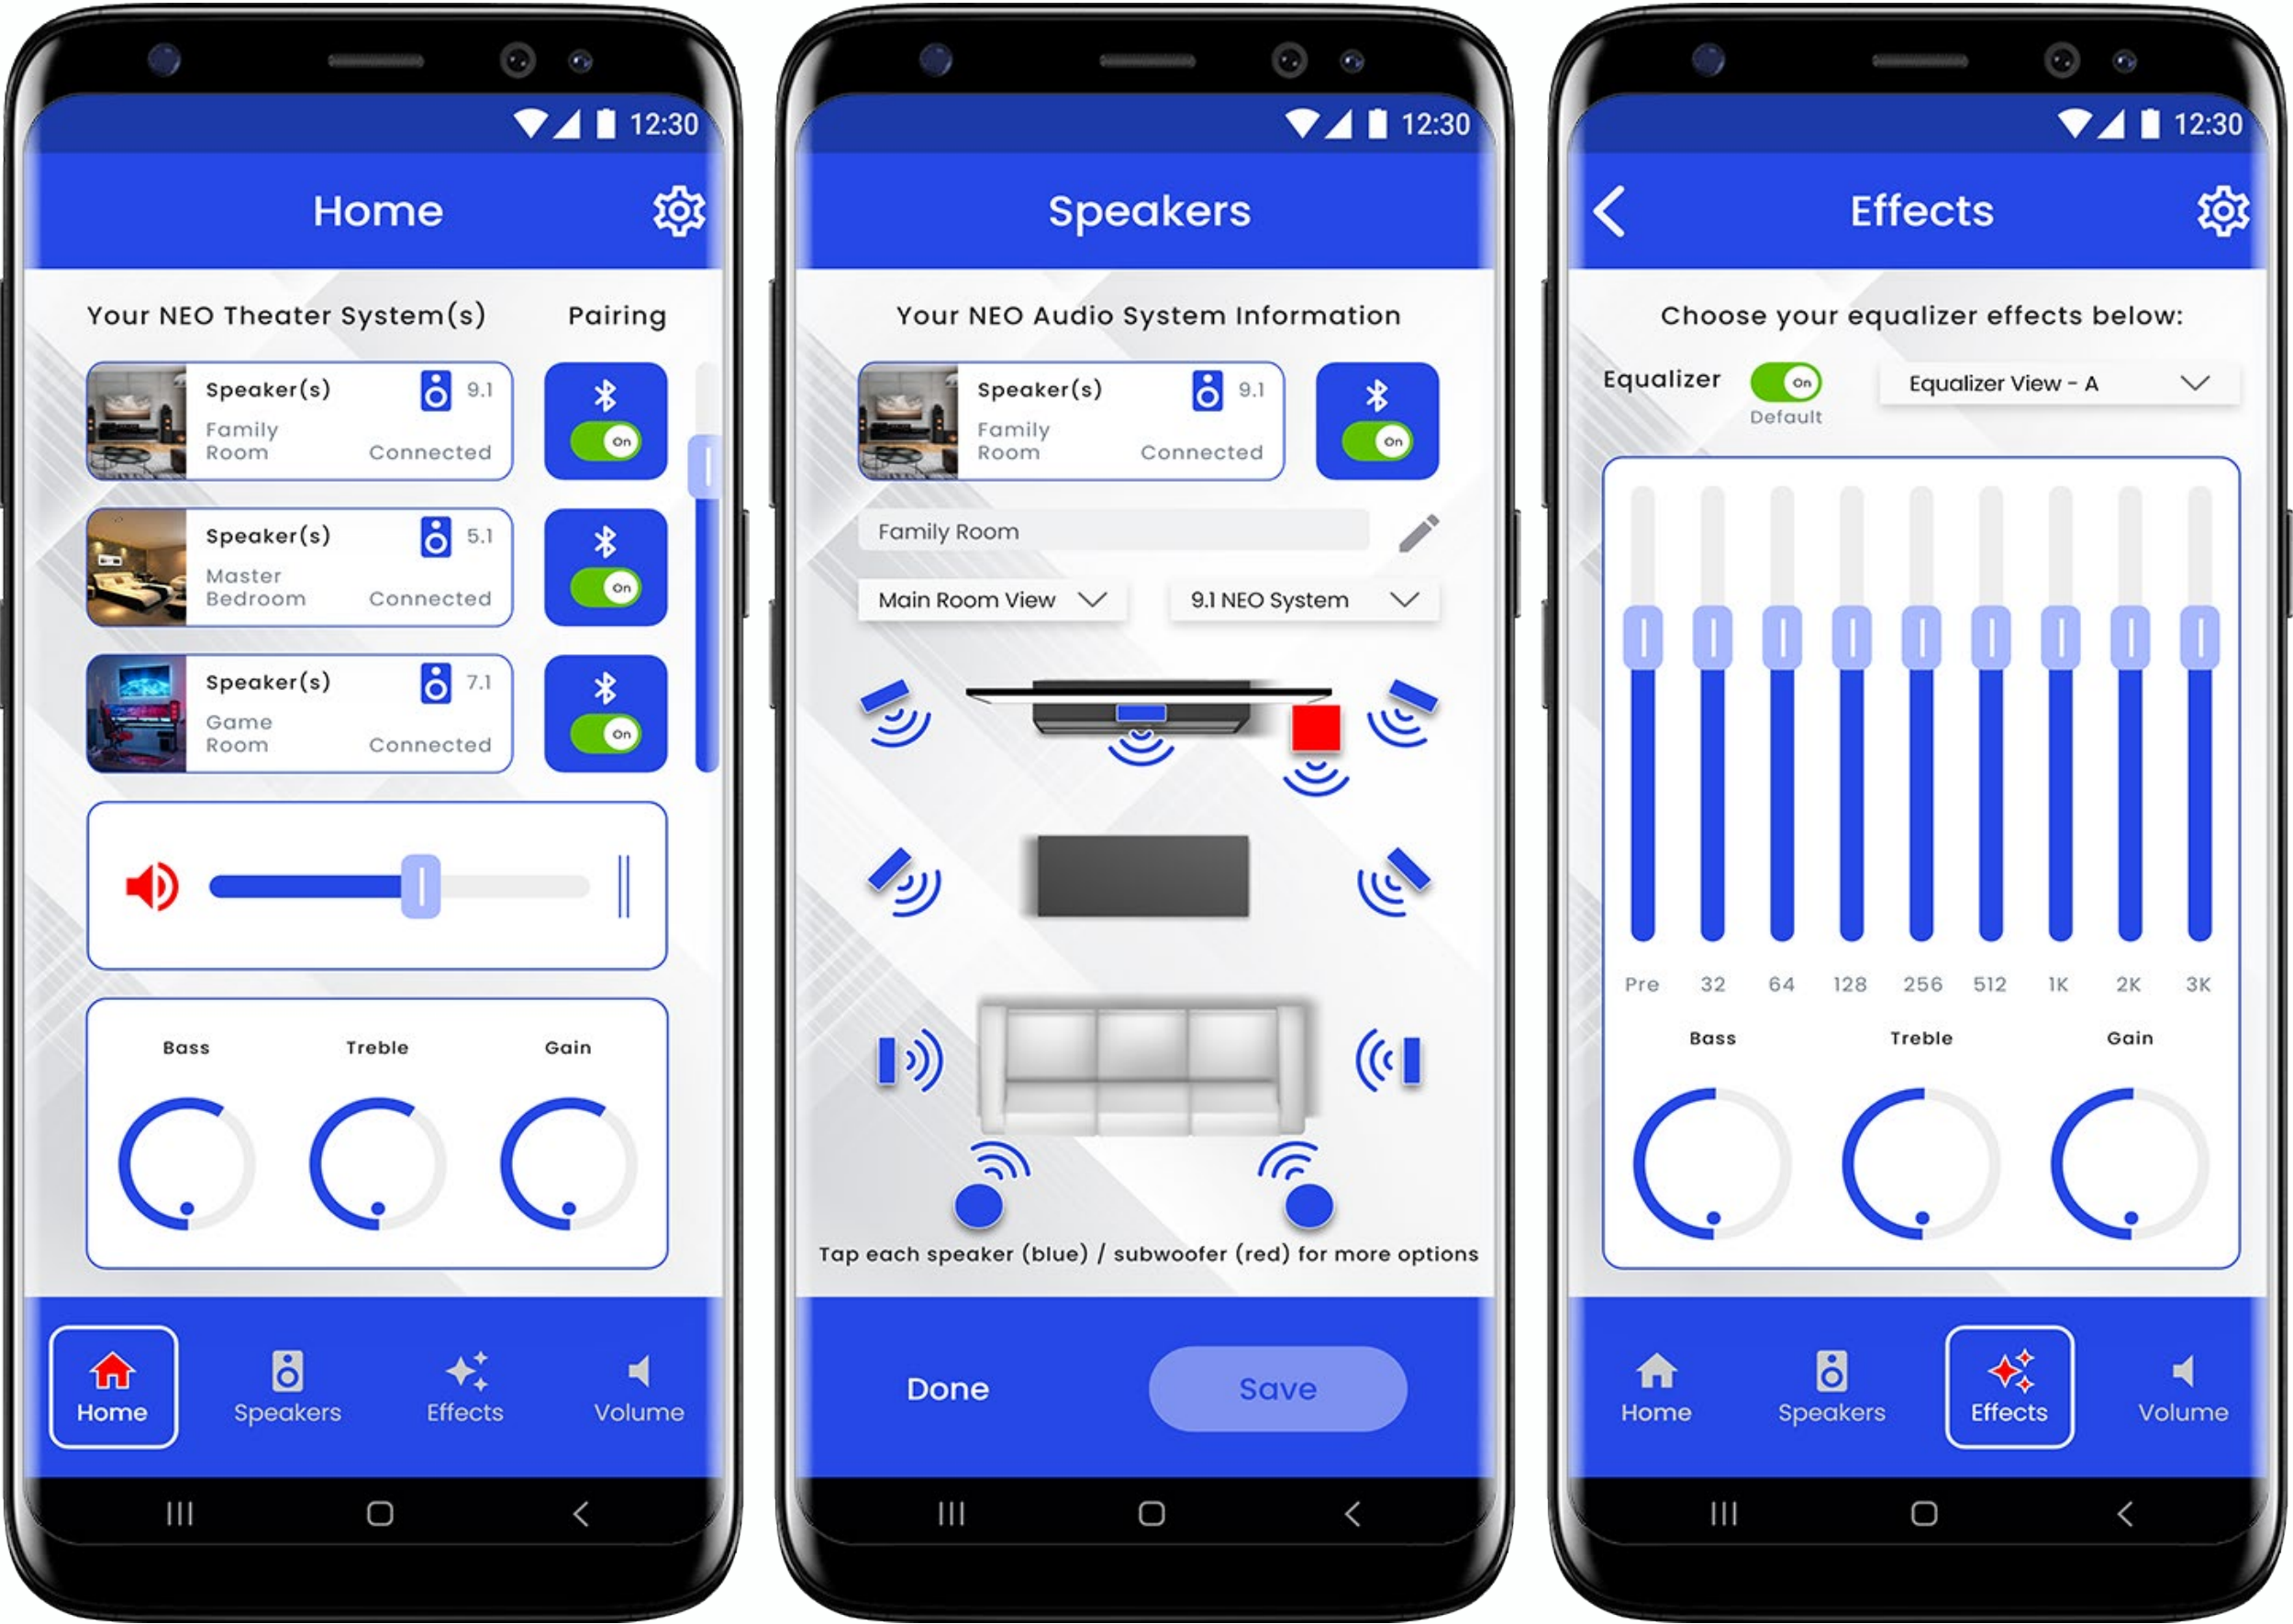 12:30
Home
Your NEO Theater System(s) Pairing
Speaker(s) 9.1
Family
Room Connected
On
Speaker(s) 5.1
Master
Bedroom Connected
On
Speaker(s) 7.1
Game
Room Connected
On
Bass Treble Gain
Home Speakers Effects Volume
12:30
Speakers
Your NEO Audio System Information
Speaker(s) 9.1
Family
Room Connected
On
Family Room
Main Room View 9.1 NEO System
Tap each speaker (blue) / subwoofer (red) for more options
Done Save
12:30
Effects
Choose your equalizer effects below:
Equalizer On Equalizer View - A
Default
Pre 32 64 128 256 512 1K 2K 3K
Bass Treble Gain
Home Speakers Effects Volume